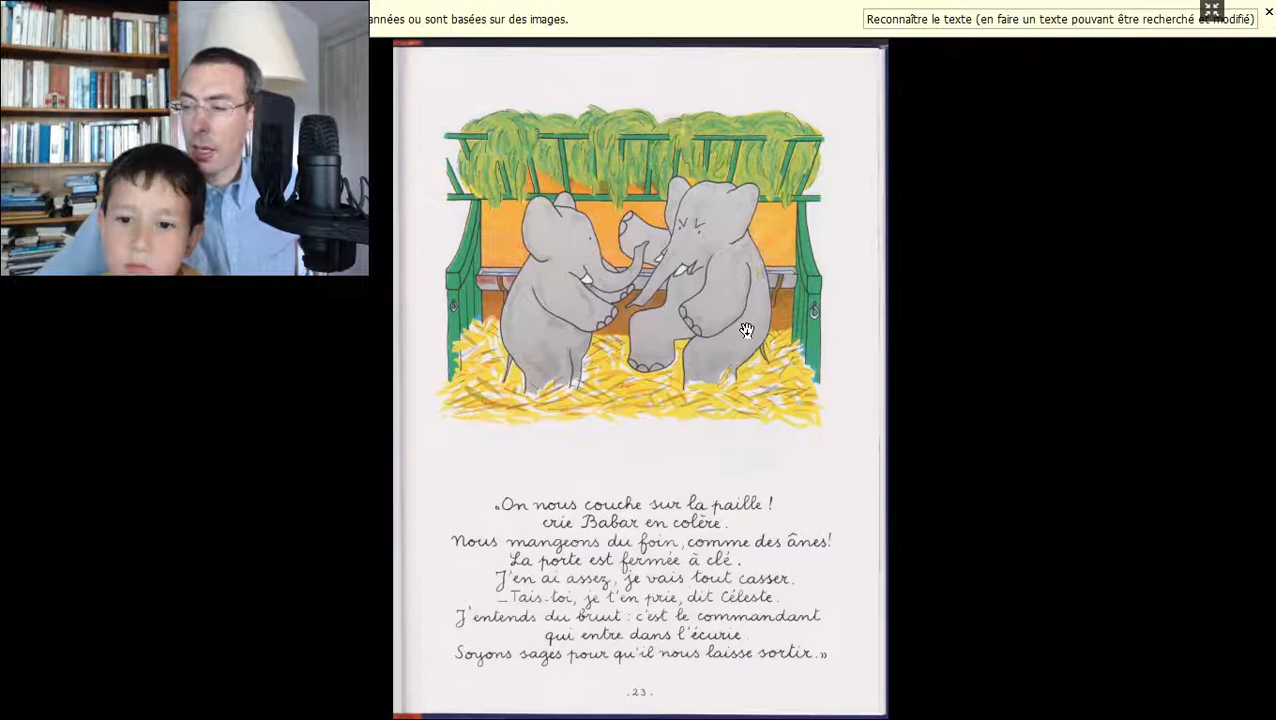 années ou sont basées sur des images.
Reconnaître le texte (en faire un texte pouvant être recherché et modifié)
«On nous couche sur la paille !
crie Babar en colère.
Nous mangeons du foin, comme des ânes!
La porte est fermée à clé.
J'en ai assez, je vais tout casser.
_Tais-toi, je t'en prie, dit Céleste.
J'entends du bruit : c'est le commandant
qui entre dans l'écurie.
Soyons sages pour qu'il nous laisse sortir.»
-23-